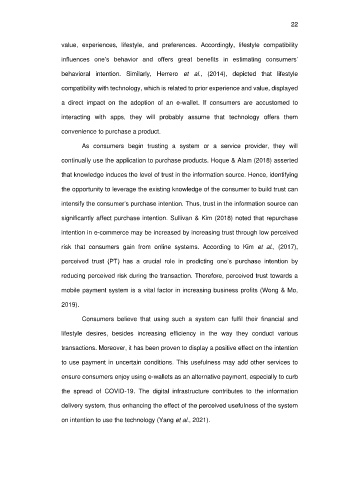 22
value, experiences, lifestyle, and preferences. Accordingly, lifestyle compatibility
influences one's behavior and offers great benefits in estimating consumers'
behavioral intention. Similarly, Herrero et al., (2014), depicted that lifestyle
compatibility with technology, which is related to prior experience and value, displayed
a direct impact on the adoption of an e-wallet. If consumers are accustomed to
interacting with apps, they will probably assume that technology offers them
convenience to purchase a product.
As consumers begin trusting a system or a service provider, they will
continually use the application to purchase products. Hoque & Alam (2018) asserted
that knowledge induces the level of trust in the information source. Hence, identifying
the opportunity to leverage the existing knowledge of the consumer to build trust can
intensify the consumer's purchase intention. Thus, trust in the information source can
significantly affect purchase intention. Sullivan & Kim (2018) noted that repurchase
intention in e-commerce may be increased by increasing trust through low perceived
risk that consumers gain from online systems. According to Kim et al., (2017),
perceived trust (PT) has a crucial role in predicting one's purchase intention by
reducing perceived risk during the transaction. Therefore, perceived trust towards a
mobile payment system is a vital factor in increasing business profits (Wong & Mo,
2019).
Consumers believe that using such a system can fulfil their financial and
lifestyle desires, besides increasing efficiency in the way they conduct various
transactions. Moreover, it has been proven to display a positive effect on the intention
to use payment in uncertain conditions. This usefulness may add other services to
ensure consumers enjoy using e-wallets as an alternative payment, especially to curb
the spread of COVID-19. The digital infrastructure contributes to the information
delivery system, thus enhancing the effect of the perceived usefulness of the system
on intention to use the technology (Yang et al., 2021).